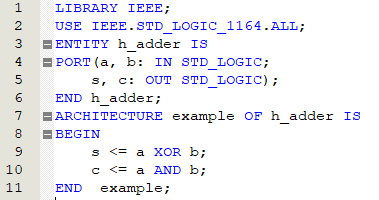 1 LIBRARY IEEE;
2 USE IEEE.STD_LOGIC_1164.ALL;
3 ENTITY h_adder IS
4 PORT(a, b: IN STD_LOGIC;
5 s, c: OUT STD_LOGIC);
6 END h_adder;
7 ARCHITECTURE example OF h_adder IS
8 BEGIN
9 s <= a XOR b;
10 c <= a AND b;
11 END example;